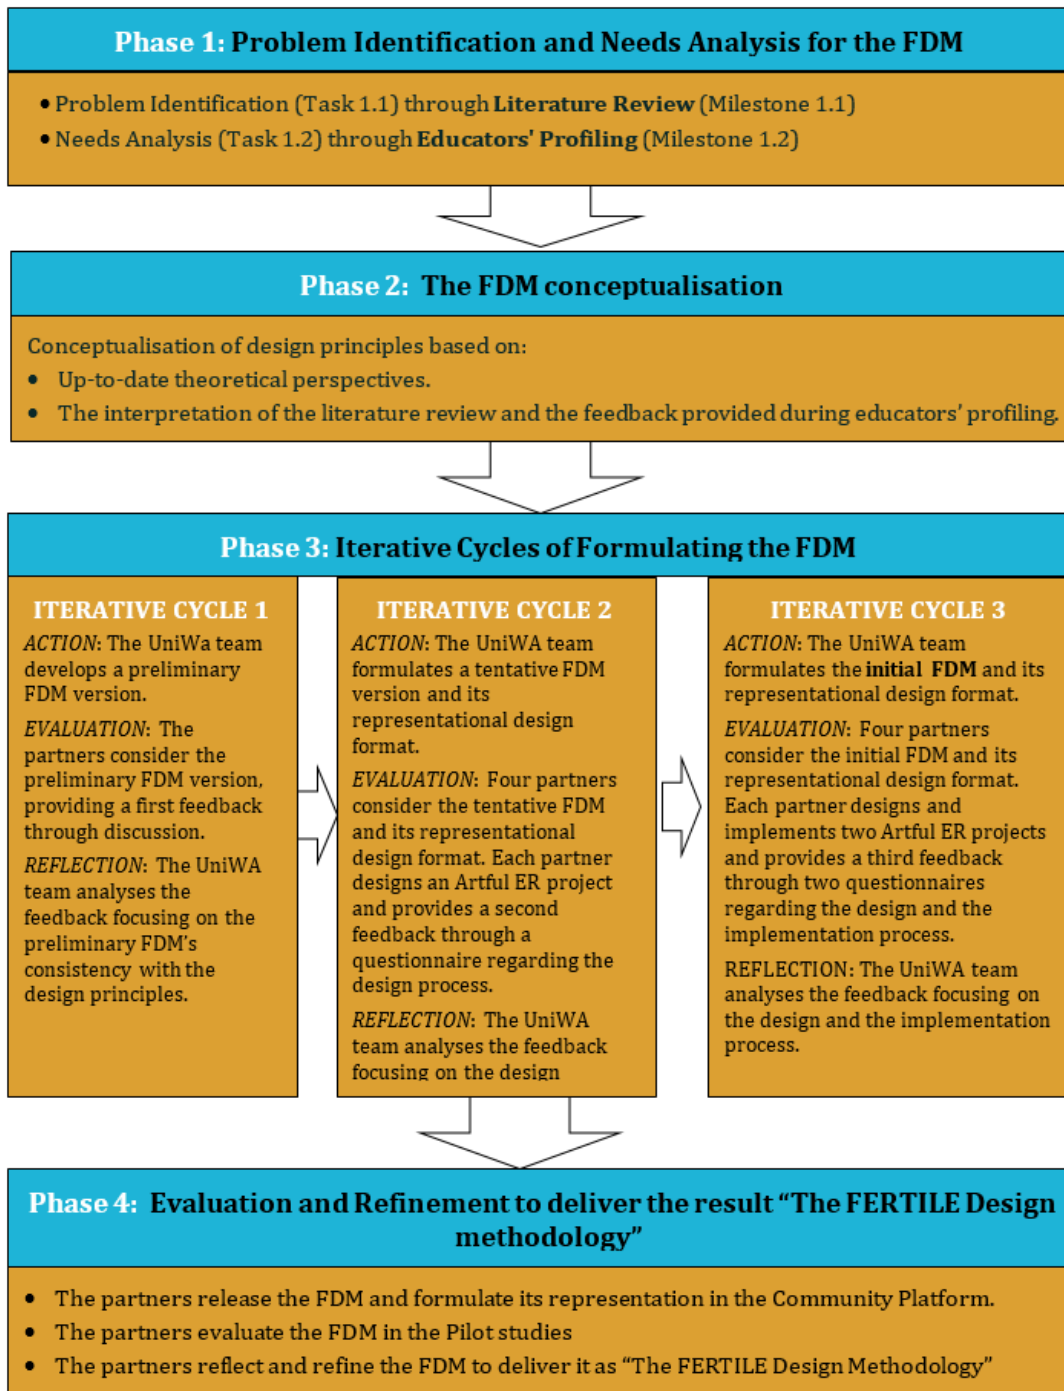 Phase 1: Problem Identification and Needs Analysis for the FDM
• Problem Identification (Task 1.1) through Literature Review (Milestone 1.1)
• Needs Analysis (Task 1.2) through Educators' Profiling (Milestone 1.2)
Phase 2: The FDM conceptualisation
Conceptualisation of design principles based on:
• Up-to-date theoretical perspectives.
• The interpretation of the literature review and the feedback provided during educators' profiling.
Phase 3: Iterative Cycles of Formulating the FDM
ITERATIVE CYCLE 1
ACTION: The UniWa team
develops a preliminary
FDM version.
EVALUATION: The
partners consider the
preliminary FDM version,
providing a first feedback
through discussion.
REFLECTION: The UniWA
team analyses the
feedback focusing on the
preliminary FDM's
consistency with the
design principles.
ITERATIVE CYCLE 2
ACTION: The UniWA team
formulates a tentative FDM
version and its
representational design
format.
EVALUATION: Four partners
consider the tentative FDM
and its representational
design format. Each partner
designs an Artful ER project
and provides a second
feedback through a
questionnaire regarding the
design process.
REFLECTION: The UniWA
team analyses the feedback
focusing on the design
ITERATIVE CYCLE 3
ACTION: The UniWA team
formulates the initial FDM and its
representational design format.
EVALUATION: Four partners
consider the initial FDM and its
representational design format.
Each partner designs and
implements two Artful ER projects
and provides a third feedback
through two questionnaires
regarding the design and the
implementation process.
REFLECTION: The UniWA team
analyses the feedback focusing on
the design and the implementation
process.
Phase 4: Evaluation and Refinement to deliver the result "The FERTILE Design
methodology"
• The partners release the FDM and formulate its representation in the Community Platform.
• The partners evaluate the FDM in the Pilot studies
• The partners reflect and refine the FDM to deliver it as "The FERTILE Design Methodology"